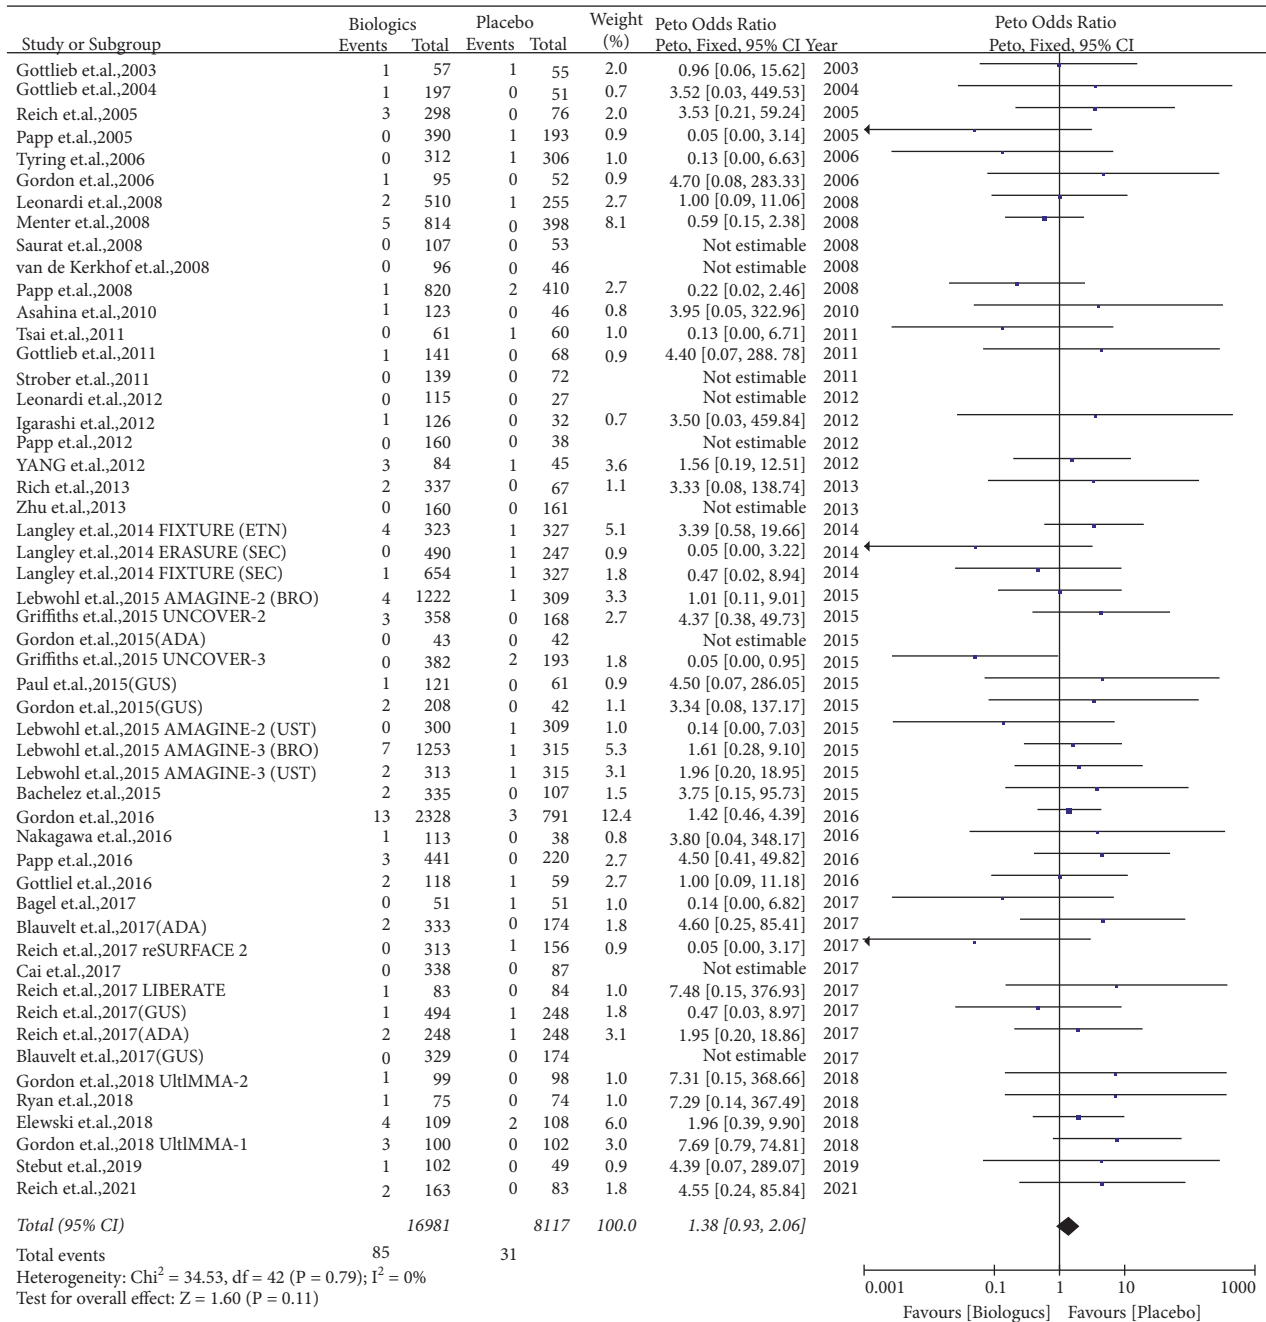 Biologics Placebo Weight Peto Odds Ratio Peto Odds Ratio
Study or Subgroup Events Total Events Total (%) Peto, Fixed, 95% CI Year Peto, Fixed, 95% CI
Gottlieb et.al.,2003 1 57 1 55 2.0 0.96 [0.06, 15.62] 2003
Gottlieb et.al.,2004 1 197 0 51 0.7 3.52 [0.03, 449.53] 2004
Reich et.al.,2005 3 298 0 76 2.0 3.53 [0.21, 59.24] 2005
Papp et.al.,2005 0 390 1 193 0.9 0.05 [0.00, 3.14] 2005
Tyring et.al.,2006 0 312 1 306 1.0 0.13 [0.00, 6.63] 2006
Gordon et.al.,2006 1 95 0 52 0.9 4.70 [0.08, 283.33] 2006
Leonardi et.al.,2008 2 510 1 255 2.7 1.00 [0.09, 11.06] 2008
Menter et.al.,2008 5 814 0 398 8.1 0.59 [0.15, 2.38] 2008
Saurat et.al.,2008 0 107 0 53 Not estimable 2008
van de Kerkhof et.al.,2008 0 96 0 46 Not estimable 2008
Papp et.al.,2008 1 820 2 410 2.7 0.22 [0.02, 2.46] 2008
Asahina et.al.,2010 1 123 0 46 0.8 3.95 [0.05, 322.96] 2010
Tsai et.al.,2011 0 61 1 60 1.0 0.13 [0.00, 6.71] 2011
Gottlieb et.al.,2011 1 141 0 68 0.9 4.40 [0.07, 288. 78] 2011
Strober et.al.,2011 0 139 0 72 Not estimable 2011
Leonardi et.al.,2012 0 115 0 27 Not estimable 2012
Igarashi et.al.,2012 1 126 0 32 0.7 3.50 [0.03, 459.84] 2012
Papp et.al.,2012 0 160 0 38 Not estimable 2012
YANG et.al.,2012 3 84 1 45 3.6 1.56 [0.19, 12.51] 2012
Rich et.al.,2013 2 337 0 67 1.1 3.33 [0.08, 138.74] 2013
Zhu et.al.,2013 0 160 0 161 Not estimable 2013
Langley et.al.,2014 FIXTURE (ETN) 4 323 1 327 5.1 3.39 [0.58, 19.66] 2014
Langley et.al.,2014 ERASURE (SEC) 0 490 1 247 0.9 0.05 [0.00, 3.22] 2014
Langley et.al.,2014 FIXTURE (SEC) 1 654 1 327 1.8 0.47 [0.02, 8.94] 2014
Lebwohl et.al.,2015 AMAGINE-2 (BRO) 4 1222 1 309 3.3 1.01 [0.11, 9.01] 2015
Griffiths et.al.,2015 UNCOVER-2 3 358 0 168 2.7 4.37 [0.38, 49.73] 2015
Gordon et.al.,2015(ADA) 0 43 0 42 Not estimable 2015
Griffiths et.al.,2015 UNCOVER-3 0 382 2 193 1.8 0.05 [0.00, 0.95] 2015
Paul et.al.,2015(GUS) 1 121 0 61 0.9 4.50 [0.07, 286.05] 2015
Gordon et.al.,2015(GUS) 2 208 0 42 1.1 3.34 [0.08, 137.17] 2015
Lebwohl et.al.,2015 AMAGINE-2 (UST) 0 300 1 309 1.0 0.14 [0.00, 7.03] 2015
Lebwohl et.al.,2015 AMAGINE-3 (BRO) 7 1253 1 315 5.3 1.61 [0.28, 9.10] 2015
Lebwohl et.al.,2015 AMAGINE-3 (UST) 2 313 1 315 3.1 1.96 [0.20, 18.95] 2015
Bachelez et.al.,2015 2 335 0 107 1.5 3.75 [0.15, 95.73] 2015
Gordon et.al.,2016 13 2328 3 791 12.4 1.42 [0.46, 4.39] 2016
Nakagawa et.al.,2016 1 113 0 38 0.8 3.80 [0.04, 348.17] 2016
Papp et.al.,2016 3 441 0 220 2.7 4.50 [0.41, 49.82] 2016
Gottliel et.al.,2016 2 118 1 59 2.7 1.00 [0.09, 11.18] 2016
Bagel et.al.,2017 0 51 1 51 1.0 0.14 [0.00, 6.82] 2017
Blauvelt et.al.,2017(ADA) 2 333 0 174 1.8 4.60 [0.25, 85.41] 2017
Reich et.al.,2017 reSURFACE 2 0 313 1 156 0.9 0.05 [0.00, 3.17] 2017
Cai et.al.,2017 0 338 0 87 Not estimable 2017
Reich et.al.,2017 LIBERATE 1 83 0 84 1.0 7.48 [0.15, 376.93] 2017
Reich et.al.,2017(GUS) 1 494 1 248 1.8 0.47 [0.03, 8.97] 2017
Reich et.al.,2017(ADA) 2 248 1 248 3.1 1.95 [0.20, 18.86] 2017
Blauvelt et.al.,2017(GUS) 0 329 0 174 Not estimable 2017
Gordon et.al.,2018 UltlMMA-2 1 99 0 98 1.0 7.31 [0.15, 368.66] 2018
Ryan et.al.,2018 1 75 0 74 1.0 7.29 [0.14, 367.49] 2018
Elewski et.al.,2018 4 109 2 108 6.0 1.96 [0.39, 9.90] 2018
Gordon et.al.,2018 UltlMMA-1 3 100 0 102 3.0 7.69 [0.79, 74.81] 2018
Stebut et.al.,2019 1 102 0 49 0.9 4.39 [0.07, 289.07] 2019
Reich et.al.,2021 2 163 0 83 1.8 4.55 [0.24, 85.84] 2021
Total (95% CI) 16981 8117 100.0 1.38 [0.93, 2.06]
Total events 85 31
Heterogeneity: Chi² = 34.53, df = 42 (P = 0.79); I² = 0%
Test for overall effect: Z = 1.60 (P = 0.11)
0.001 0.1 1 10 1000
Favours [Biologucs] Favours [Placebo]